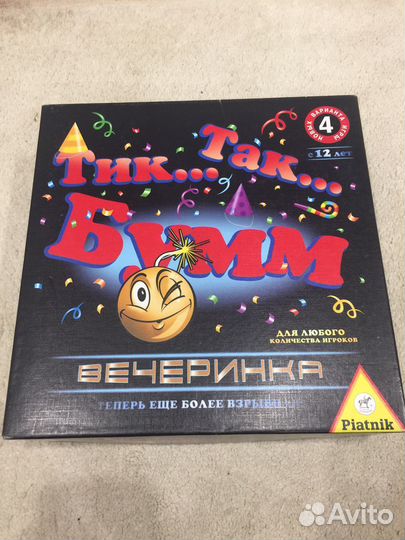 4
НОВЫХ ВАРИАНТА ИГРЫ
с 12 лет
Тик... Так...
БУММ
ДЛЯ ЛЮБОГО
КОЛИЧЕСТВА ИГРОКОВ
ВЕЧЕРИНКА
ТЕПЕРЬ ЕЩЕ БОЛЕЕ
Piatnik
Avito